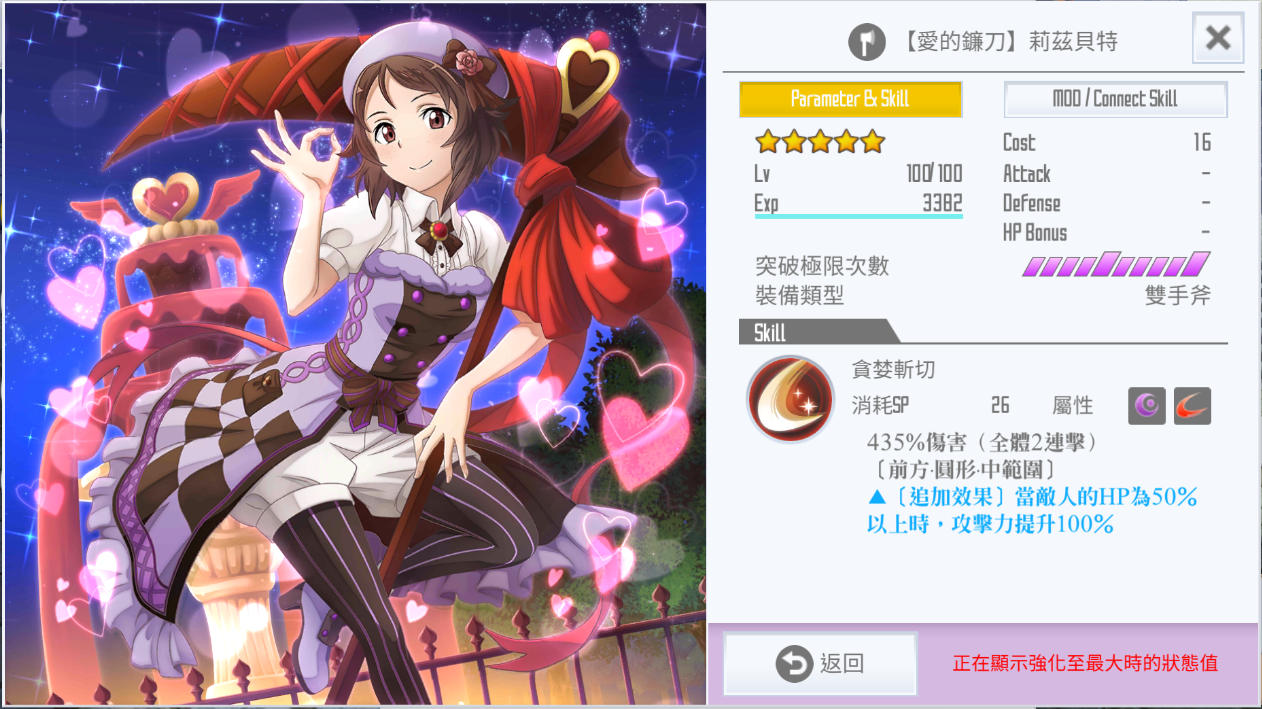 【愛的鐮刀】莉茲貝特
Parameter & Skill
MOD / Connect Skill
Lv 100/100
Exp 3382
Cost 16
Attack -
Defense -
HP Bonus -
突破極限次數
裝備類型 雙手斧
Skill
貪婪斬切
消耗SP 26 屬性
435%傷害（全體2連擊）
〔前方·圓形·中範圍〕
▲〔追加效果〕當敵人的HP為50%
以上時，攻擊力提升100%
返回
正在顯示強化至最大時的狀態值